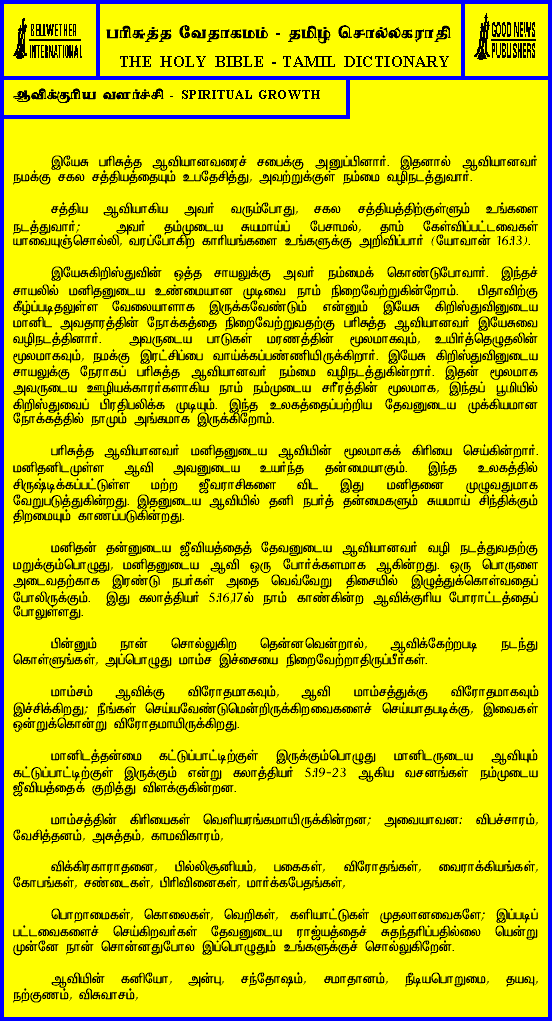 BELLWETHER
INTERNATIONAL
பரிசுத்த வேதாகமம் - தமிழ் சொல்லகராதி
THE HOLY BIBLE - TAMIL DICTIONARY
GOOD NEWS
PUBLISHERS
ஆவிக்குரிய வளர்ச்சி - SPIRITUAL GROWTH
இயேசு பரிசுத்த ஆவியானவரைச் சபைக்கு அனுப்பினார். இதனால் ஆவியானவர்
நமக்கு சகல சத்தியத்தையும் உபதேசித்து, அவற்றுக்குள் நம்மை வழிநடத்துவார்.
சத்திய ஆவியாகிய அவர் வரும்போது, சகல சத்தியத்திற்குள்ளும் உங்களை
நடத்துவார்; அவர் தம்முடைய சுயமாய்ப் பேசாமல், தாம் கேள்விப்பட்டவைகள்
யாவையுஞ்சொல்லி, வரப்போகிற காரியங்களை உங்களுக்கு அறிவிப்பார் (யோவான் 16:13).
இயேசுகிறிஸ்துவின் ஒத்த சாயலுக்கு அவர் நம்மைக் கொண்டுபோவார். இந்தச்
சாயலில் மனிதனுடைய உண்மையான முடிவை நாம் நிறைவேற்றுகின்றோம். பிதாவிற்கு
கீழ்ப்படிதலுள்ள வேலையாளாக இருக்கவேண்டும் என்னும் இயேசு கிறிஸ்துவினுடைய
மானிட அவதாரத்தின் நோக்கத்தை நிறைவேற்றுவதற்கு பரிசுத்த ஆவியானவர் இயேசுவை
வழிநடத்தினார். அவருடைய பாடுகள் மரணத்தின் மூலமாகவும், உயிர்த்தெழுதலின்
மூலமாகவும், நமக்கு இரட்சிப்பை வாய்க்கப்பண்ணியிருக்கிறார். இயேசு கிறிஸ்துவினுடைய
சாயலுக்கு நேராகப் பரிசுத்த ஆவியானவர் நம்மை வழிநடத்துகின்றார். இதன் மூலமாக
அவருடைய ஊழியக்காரர்களாகிய நாம் நம்முடைய சரீரத்தின் மூலமாக, இந்தப் பூமியில்
கிறிஸ்துவைப் பிரதிபலிக்க முடியும். இந்த உலகத்தைப்பற்றிய தேவனுடைய முக்கியமான
நோக்கத்தில் நாமும் அங்கமாக இருக்கிறோம்.
பரிசுத்த ஆவியானவர் மனிதனுடைய ஆவியின் மூலமாகக் கிரியை செய்கின்றார்.
மனிதனிடமுள்ள ஆவி அவனுடைய உயர்ந்த தன்மையாகும். இந்த உலகத்தில்
சிருஷ்டிக்கப்பட்டுள்ள மற்ற ஜீவராசிகளை விட இது மனிதனை முழுவதுமாக
வேறுபடுத்துகின்றது. இதனுடைய ஆவியில் தனி நபர்த் தன்மைகளும் சுயமாய் சிந்திக்கும்
திறமையும் காணப்படுகின்றது.
மனிதன் தன்னுடைய ஜீவியத்தைத் தேவனுடைய ஆவியானவர் வழி நடத்துவதற்கு
மறுக்கும்பொழுது, மனிதனுடைய ஆவி ஒரு போர்க்களமாக ஆகின்றது. ஒரு பொருளை
அடைவதற்காக இரண்டு நபர்கள் அதை வெவ்வேறு திசையில் இழுத்துக்கொள்வதைப்
போலிருக்கும். இது கலாத்தியர் 5:16,17ல் நாம் காண்கின்ற ஆவிக்குரிய போராட்டத்தைப்
போலுள்ளது.
பின்னும் நான் சொல்லுகிற தென்னவென்றால், ஆவிக்கேற்றபடி நடந்து
கொள்ளுங்கள், அப்பொழுது மாம்ச இச்சையை நிறைவேற்றாதிருப்பீர்கள்.
மாம்சம் ஆவிக்கு விரோதமாகவும், ஆவி மாம்சத்துக்கு விரோதமாகவும்
இச்சிக்கிறது; நீங்கள் செய்யவேண்டுமென்றிருக்கிறவைகளைச் செய்யாதபடிக்கு, இவைகள்
ஒன்றுக்கொன்று விரோதமாயிருக்கிறது.
மானிடத்தன்மை கட்டுப்பாட்டிற்குள் இருக்கும்பொழுது மானிடருடைய ஆவியும்
கட்டுப்பாட்டிற்குள் இருக்கும் என்று கலாத்தியர் 5:19-23 ஆகிய வசனங்கள் நம்முடைய
ஜீவியத்தைக் குறித்து விளக்குகின்றன.
மாம்சத்தின் கிரியைகள் வெளியரங்கமாயிருக்கின்றன; அவையாவன: விபச்சாரம்,
வேசித்தனம், அசுத்தம், காமவிகாரம்,
விக்கிரகாராதனை, பில்லிசூனியம், பகைகள், விரோதங்கள், வைராக்கியங்கள்,
கோபங்கள், சண்டைகள், பிரிவினைகள், மார்க்கபேதங்கள்,
பொறாமைகள், கொலைகள், வெறிகள், களியாட்டுகள் முதலானவைகளே; இப்படிப்
பட்டவைகளைச் செய்கிறவர்கள் தேவனுடைய ராஜ்யத்தைச் சுதந்தரிப்பதில்லை யென்று
முன்னே நான் சொன்னதுபோல இப்பொழுதும் உங்களுக்குச் சொல்லுகிறேன்.
ஆவியின் கனியோ, அன்பு, சந்தோஷம், சமாதானம், நீடியபொறுமை, தயவு,
நற்குணம், விசுவாசம்,